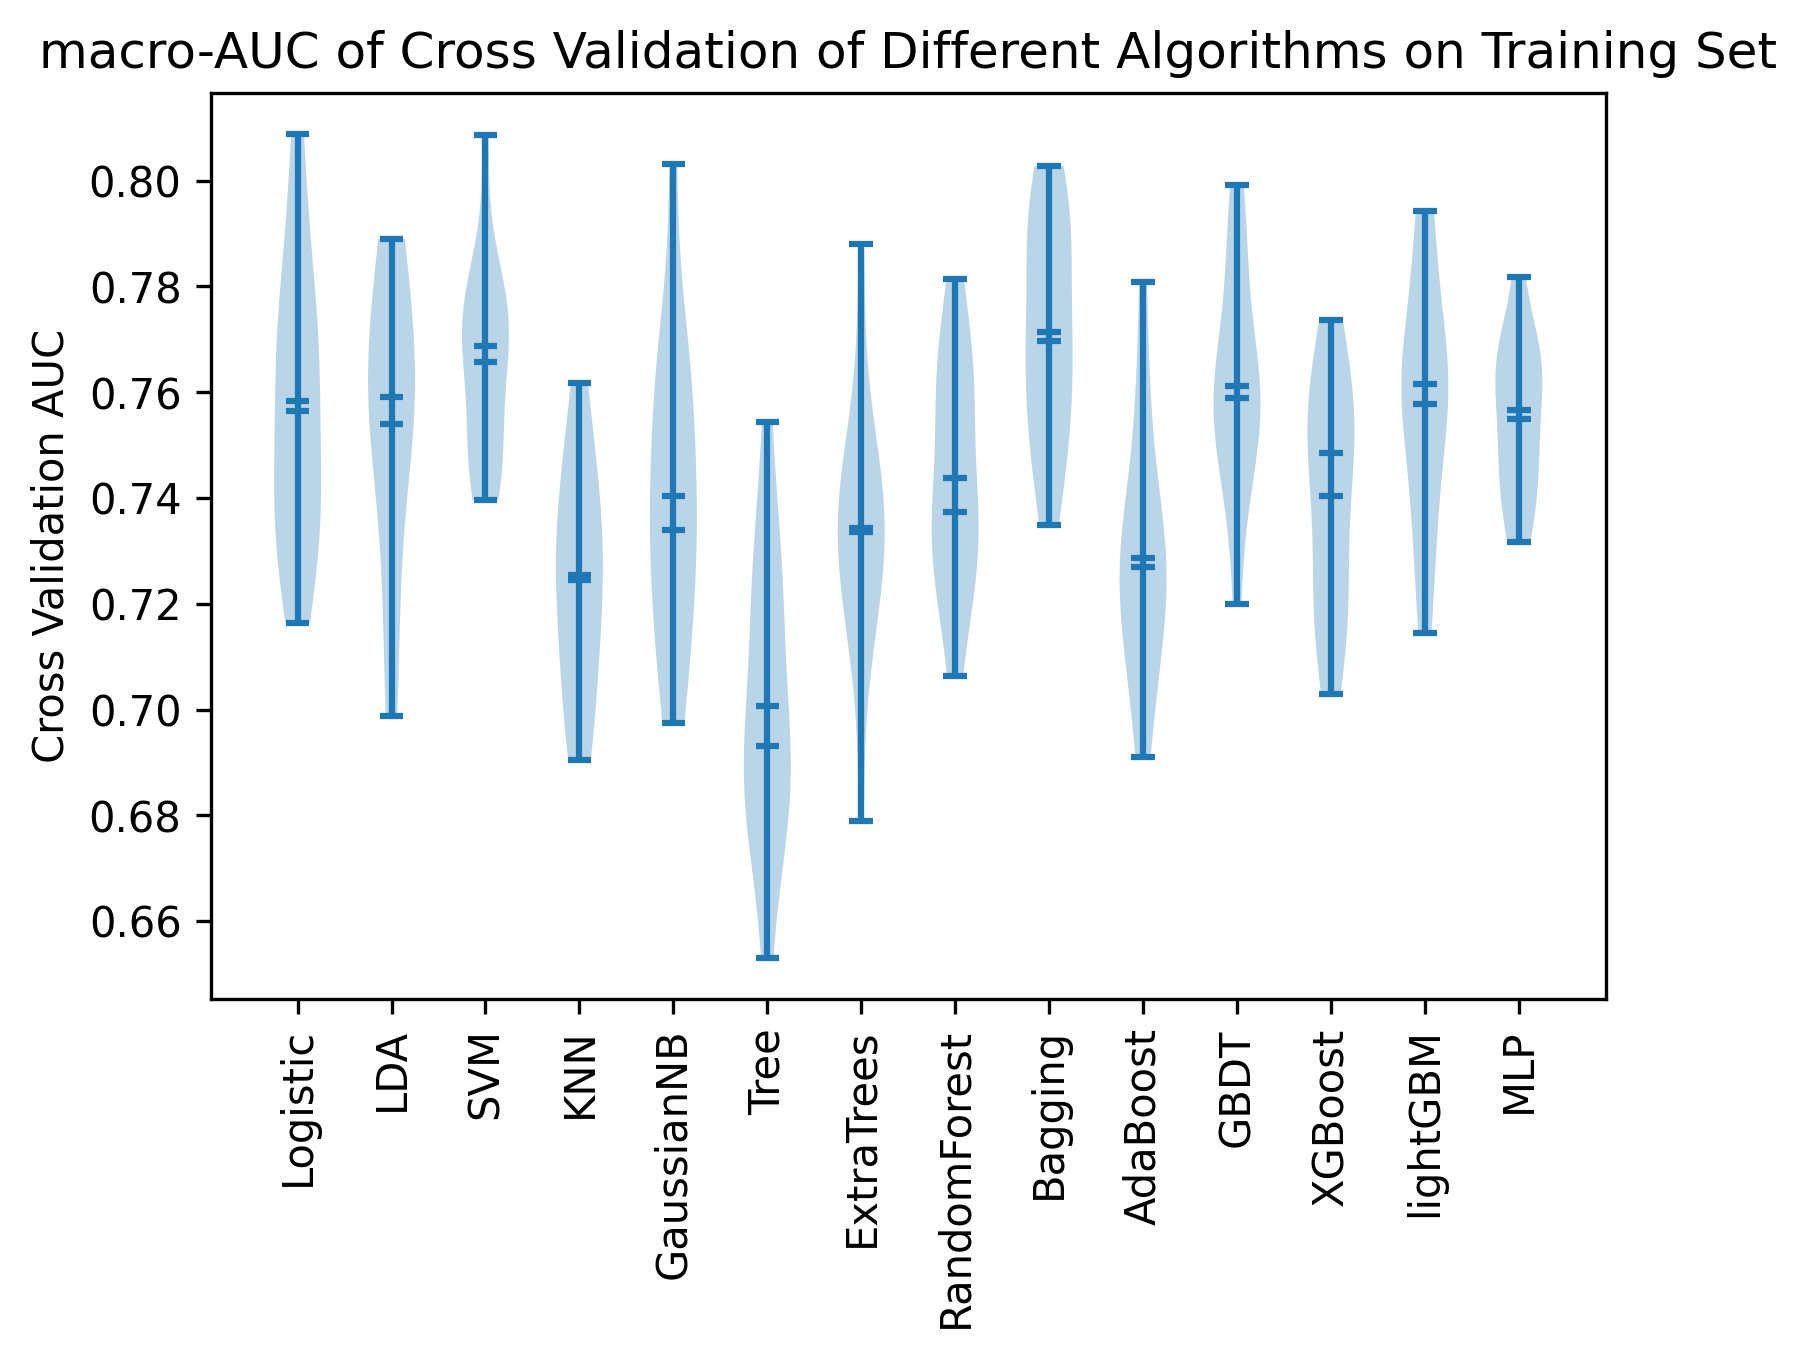 macro-AUC of Cross Validation of Different Algorithms on Training Set
Cross Validation AUC
0.80
0.78
0.76
0.74
0.72
0.70
0.68
0.66
Logistic
LDA
SVM
KNN
GaussianNB
Tree
ExtraTrees
RandomForest
Bagging
AdaBoost
GBDT
XGBoost
lightGBM
MLP